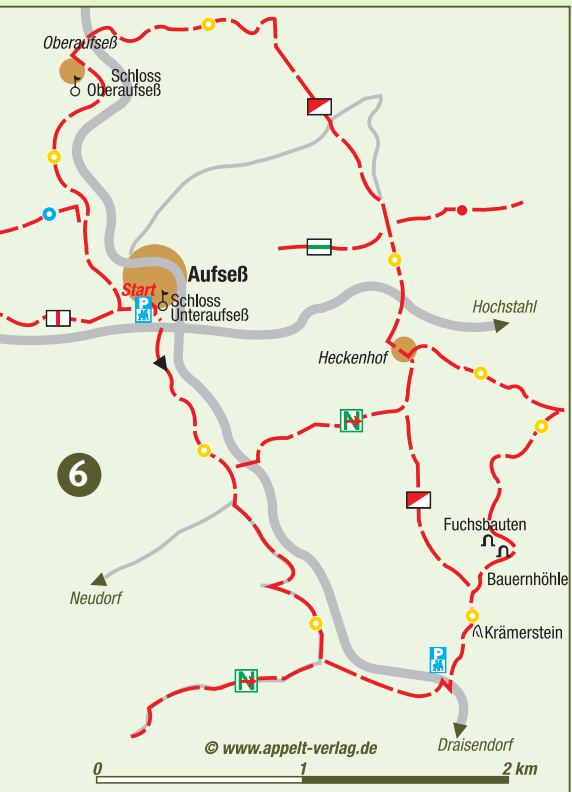 Oberaufseß
Schloss
Oberaufseß
Aufseß
Start
P
Schloss
Unteraufseß
Hochstahl
Heckenhof
N
6
Fuchsbauten
Neudorf
Bauernhöhle
Krämerstein
P
N
Draisendorf
© www.appelt-verlag.de
0 1 2 km